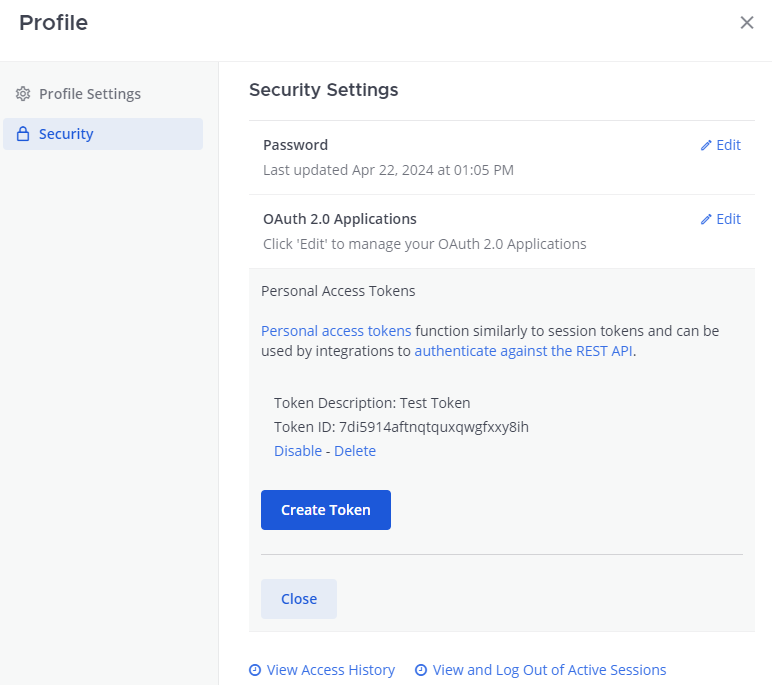 Profile
Profile Settings
Security
Security Settings
Password
Edit
Last updated Apr 22, 2024 at 01:05 PM
OAuth 2.0 Applications
Edit
Click 'Edit' to manage your OAuth 2.0 Applications
Personal Access Tokens
Personal access tokens function similarly to session tokens and can be
used by integrations to authenticate against the REST API.
Token Description: Test Token
Token ID: 7di5914aftnqtquxqwgfxxy8ih
Disable - Delete
Create Token
Close
View Access History
View and Log Out of Active Sessions